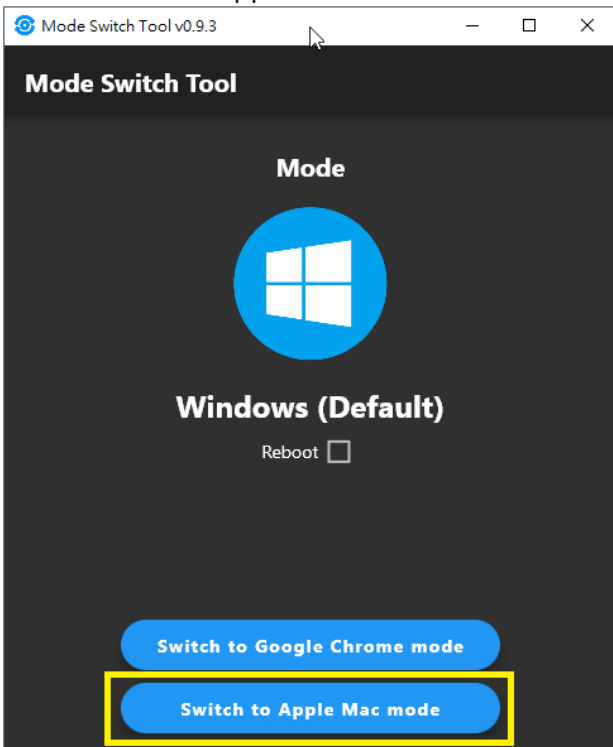 Mode Switch Tool v0.9.3
Mode Switch Tool
Mode
Windows (Default)
Reboot
Switch to Google Chrome mode
Switch to Apple Mac mode